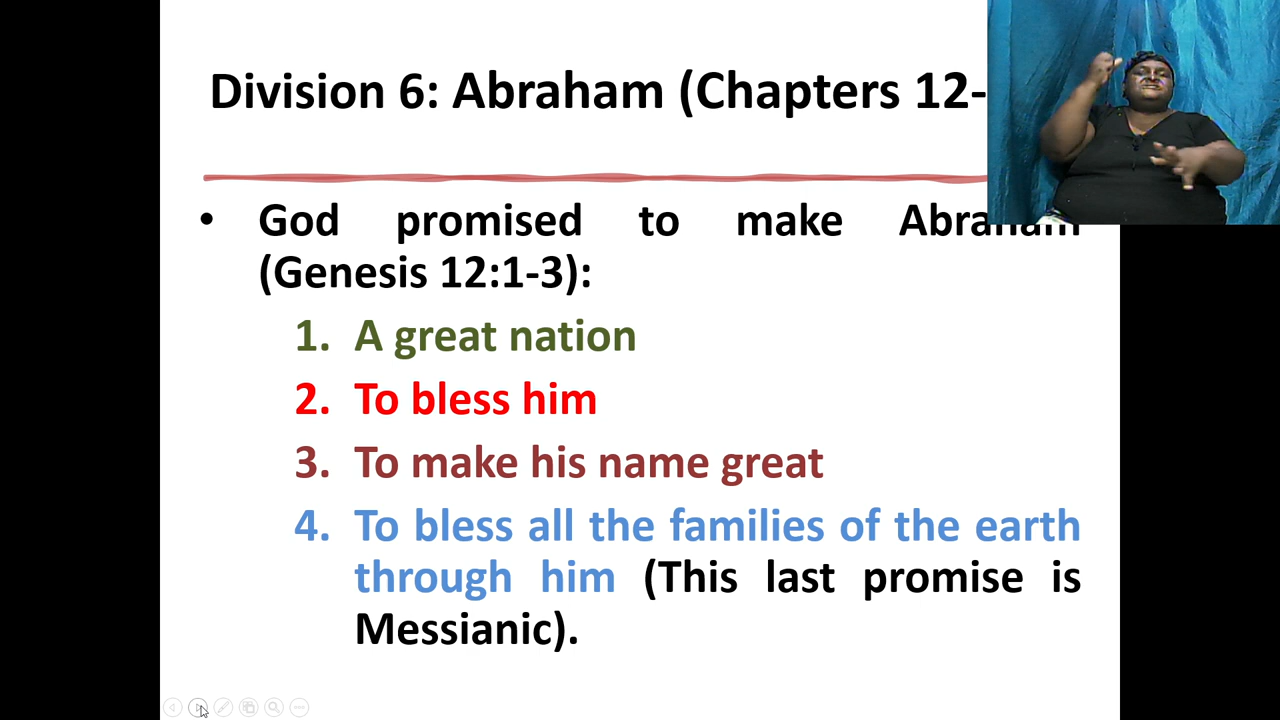 Division 6: Abraham (Chapters 12-
• God promised to make Abraham
(Genesis 12:1-3):
1. A great nation
2. To bless him
3. To make his name great
4. To bless all the families of the earth
through him (This last promise is
Messianic).